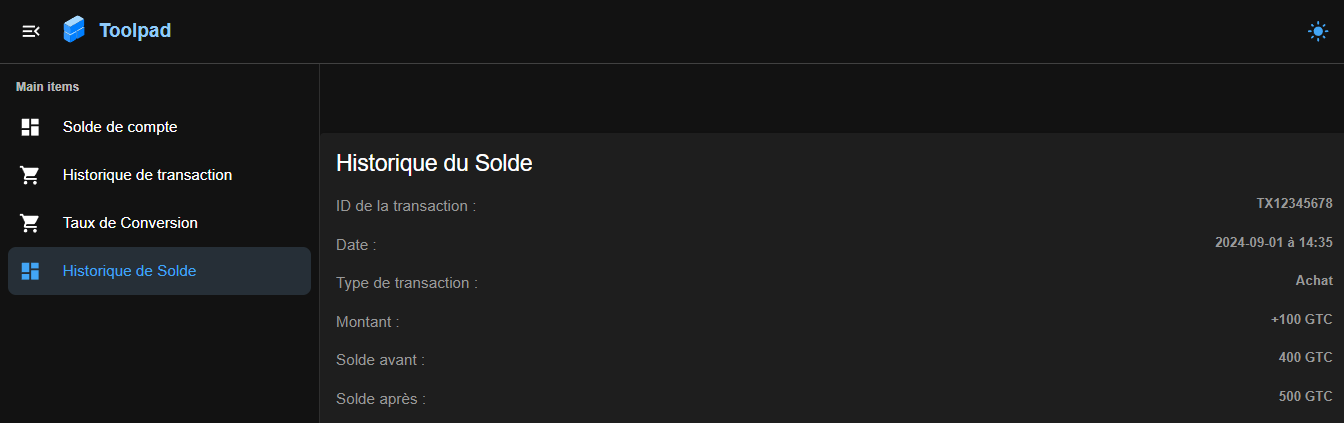 Toolpad
Main items
Solde de compte
Historique de transaction
Taux de Conversion
Historique de Solde
Historique du Solde
ID de la transaction : TX12345678
Date : 2024-09-01 à 14:35
Type de transaction : Achat
Montant : +100 GTC
Solde avant : 400 GTC
Solde après : 500 GTC